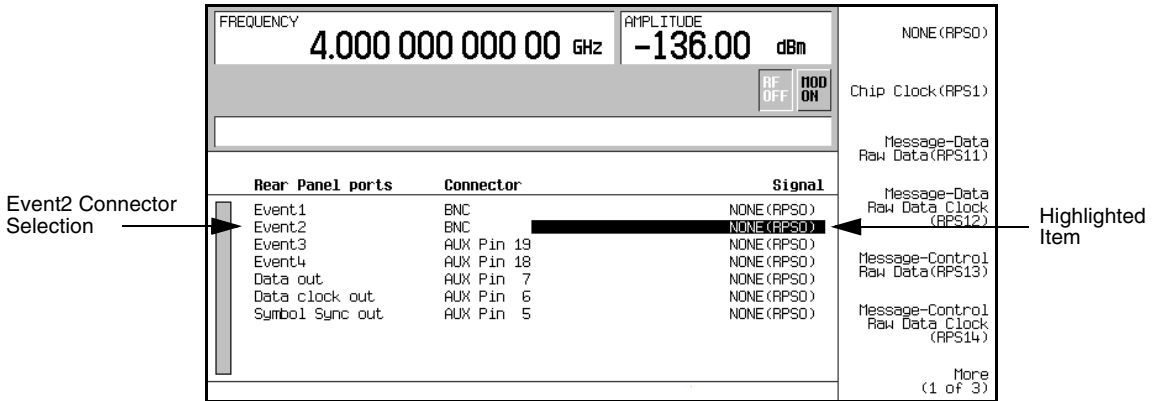 FREQUENCY
4.000 000 000 00 GHz
AMPLITUDE
-136.00 dBm
RF
OFF
MOD
ON
Rear Panel ports Connector Signal
Event1 BNC NONE(RPS0)
Event2 BNC NONE(RPS0)
Event3 AUX Pin 19 NONE(RPS0)
Event4 AUX Pin 18 NONE(RPS0)
Data out AUX Pin 7 NONE(RPS0)
Data clock out AUX Pin 6 NONE(RPS0)
Symbol Sync out AUX Pin 5 NONE(RPS0)
NONE(RPS0)
Chip Clock(RPS1)
Message-Data
Raw Data(RPS11)
Message-Data
Raw Data Clock
(RPS12)
Message-Control
Raw Data(RPS13)
Message-Control
Raw Data Clock
(RPS14)
More
(1 of 3)
Event2 Connector
Selection
Highlighted
Item